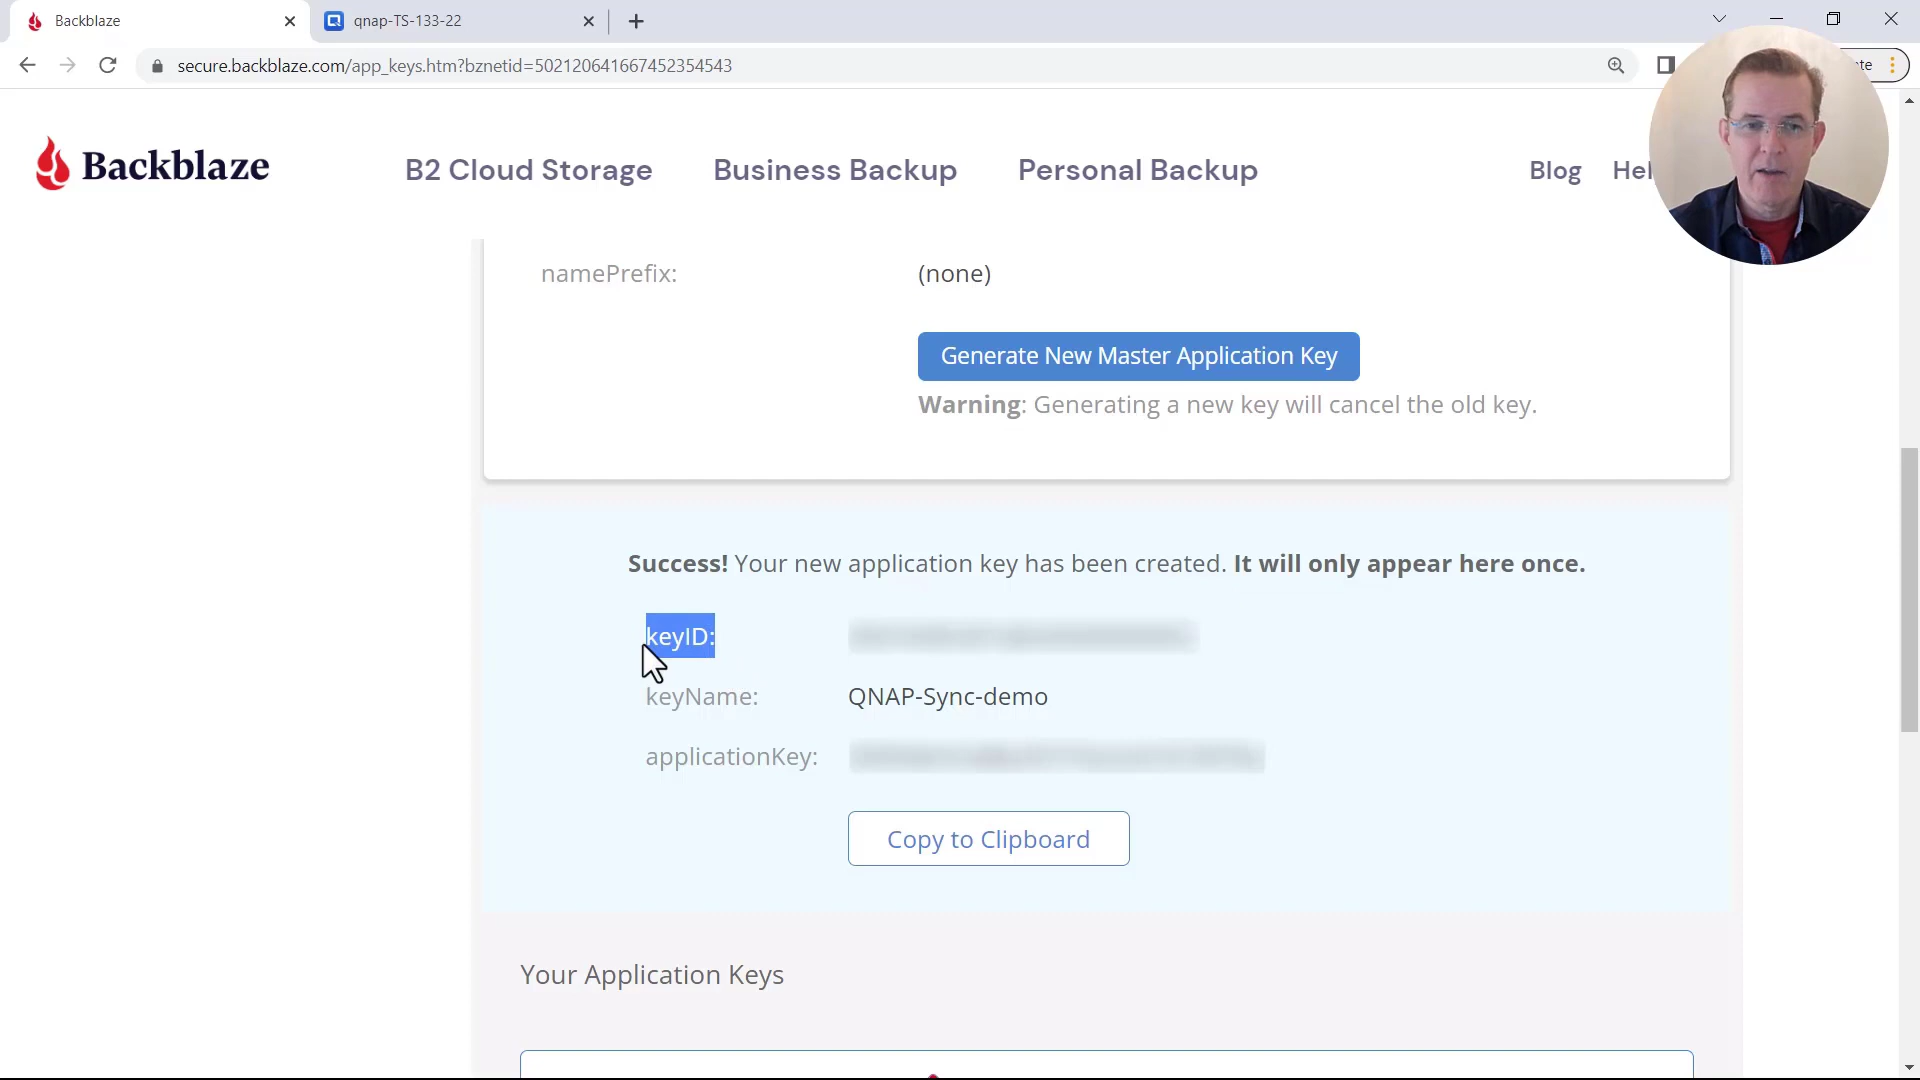 Backblaze
qnap-TS-133-22
secure.backblaze.com/app_keys.htm?bznetid=502120641667452354543
Backblaze
B2 Cloud Storage
Business Backup
Personal Backup
Blog
namePrefix: (none)
Generate New Master Application Key
Warning: Generating a new key will cancel the old key.
Success! Your new application key has been created. It will only appear here once.
keyID:
keyName: QNAP-Sync-demo
applicationKey:
Copy to Clipboard
Your Application Keys